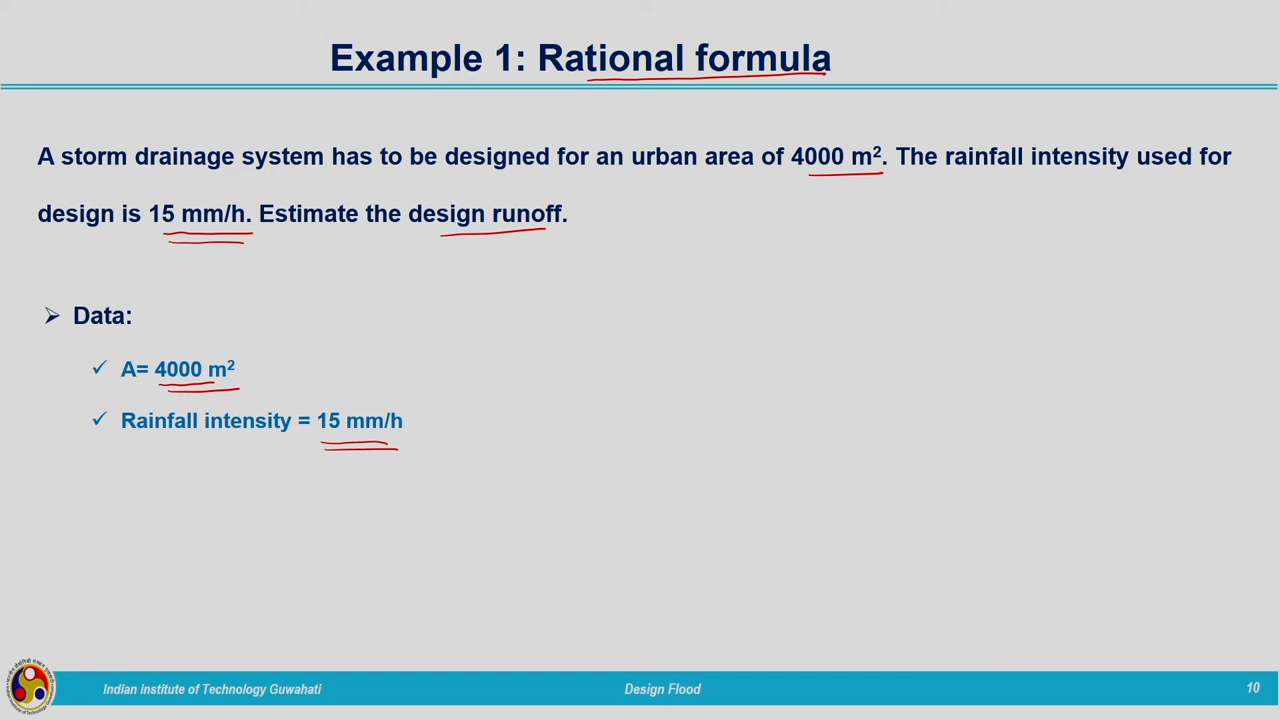 Example 1: Rational formula
A storm drainage system has to be designed for an urban area of 4000 m². The rainfall intensity used for
design is 15 mm/h. Estimate the design runoff.
➢ Data:
✓ A= 4000 m²
✓ Rainfall intensity = 15 mm/h
Indian institute of Technology Guwahati
Design Flood
10